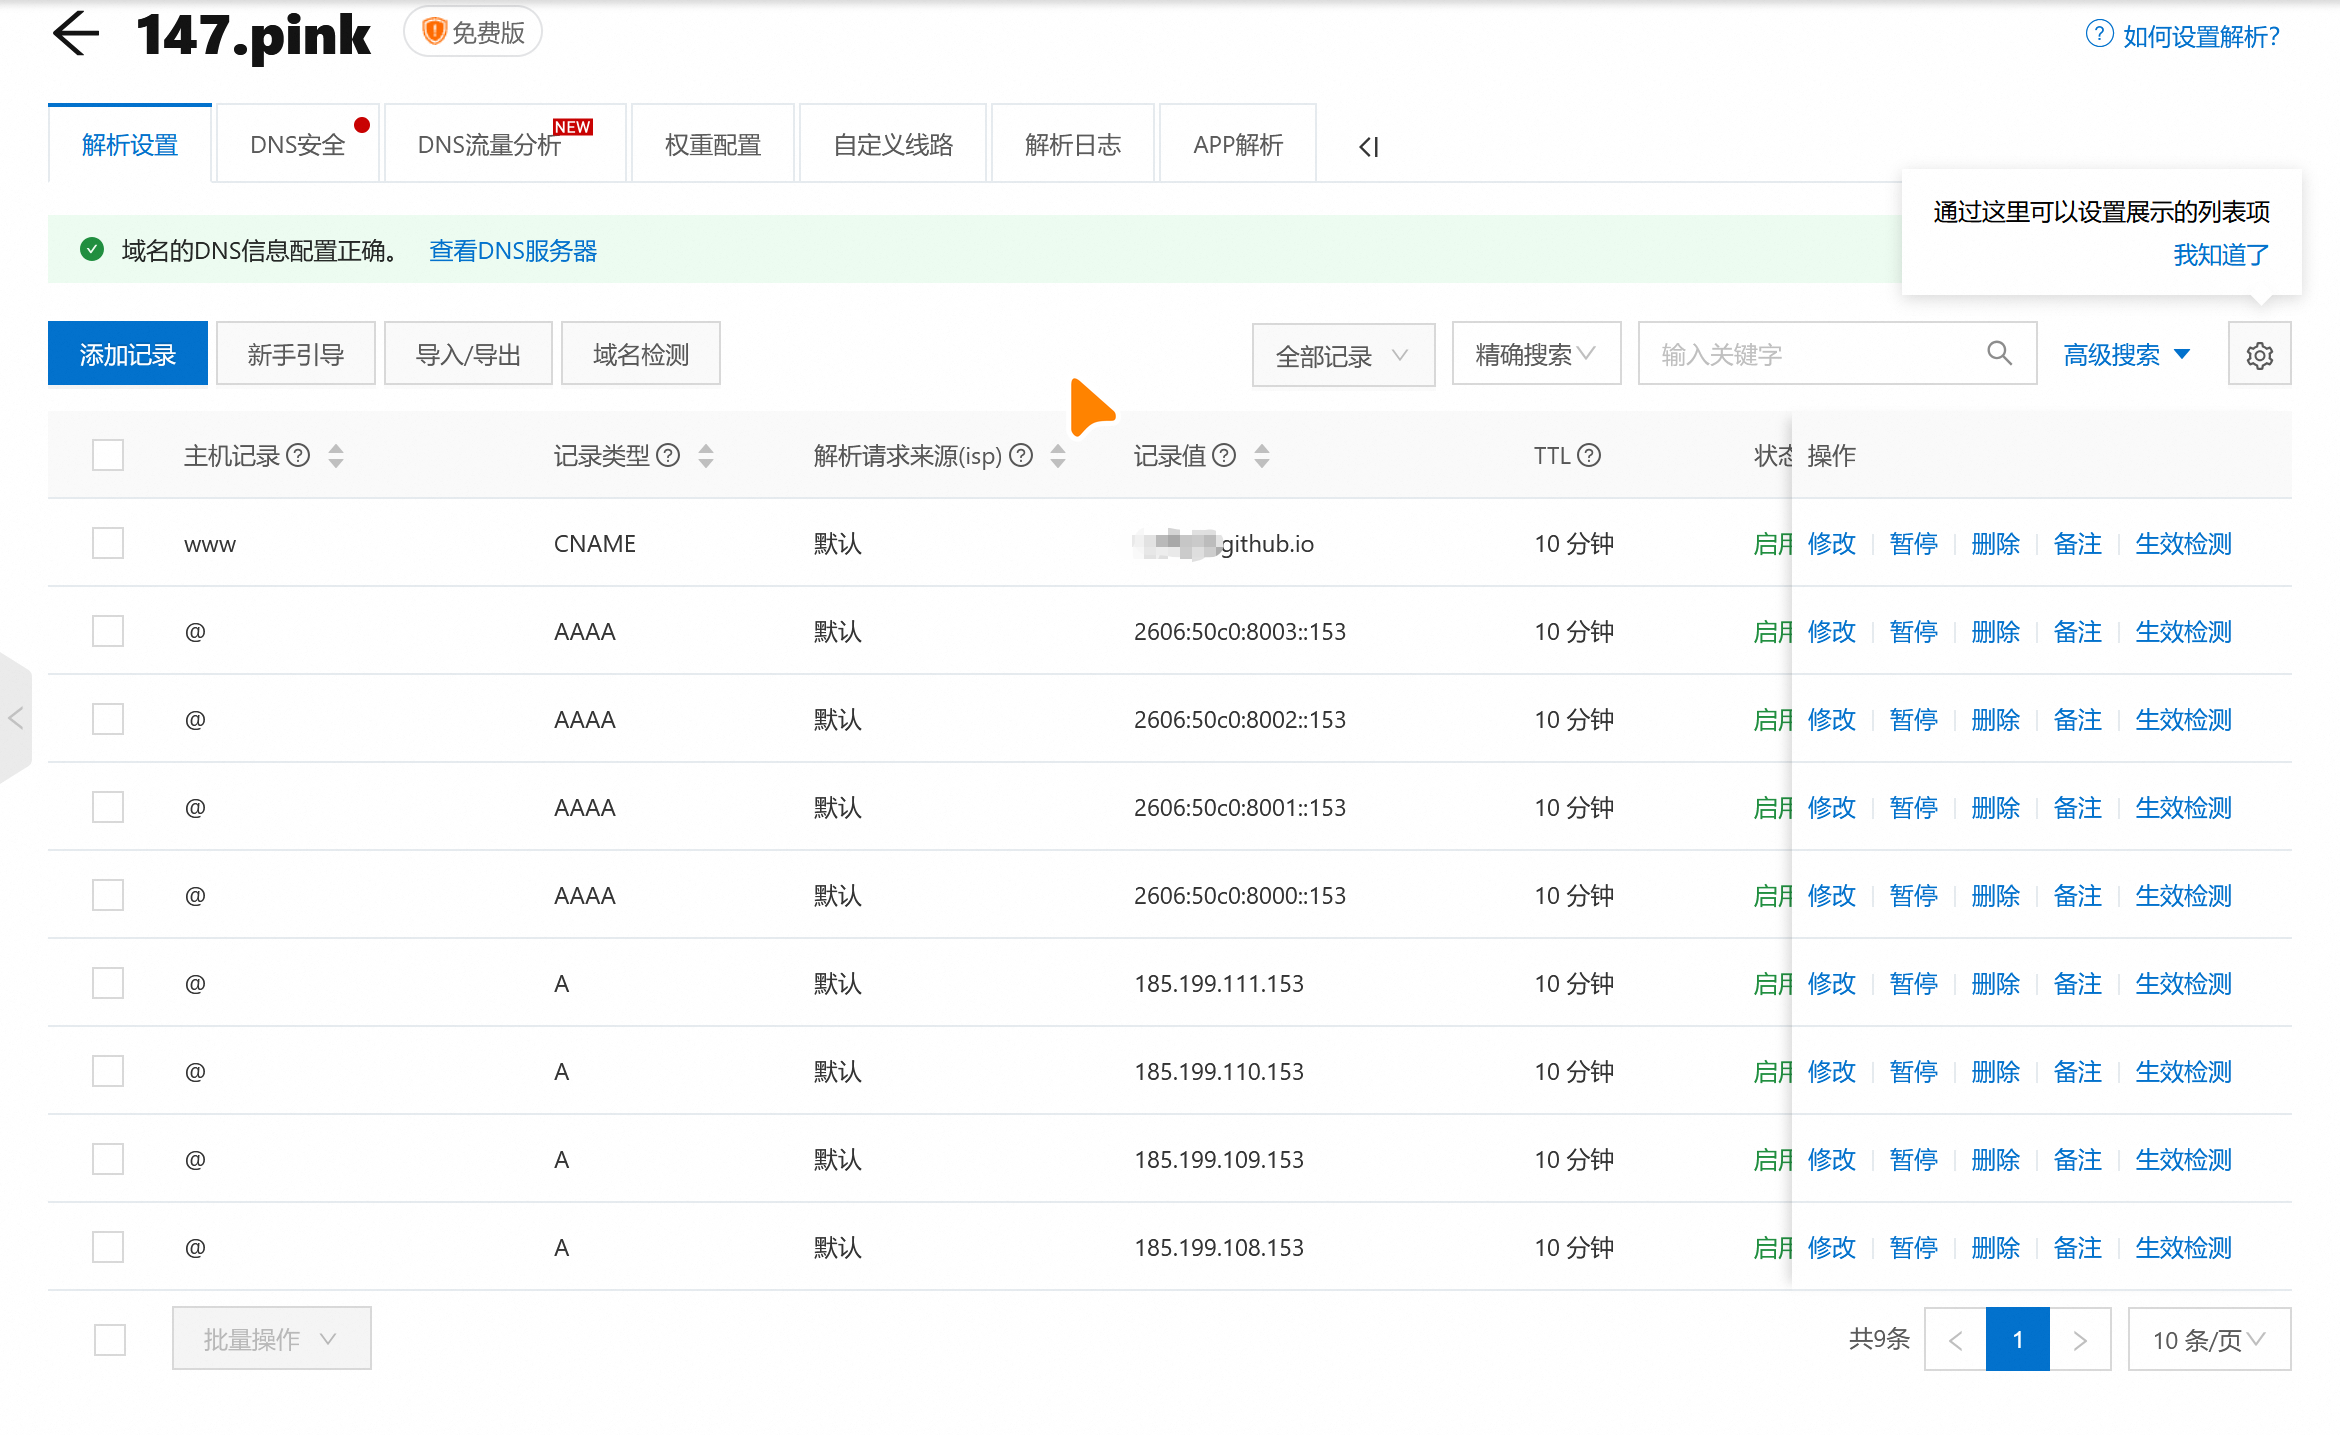 147.pink 免费版 如何设置解析?
解析设置 DNS安全 DNS流量分析 NEW 权重配置 自定义线路 解析日志 APP解析
通过这里可以设置展示的列表项
我知道了
域名的DNS信息配置正确。 查看DNS服务器
添加记录 新手引导 导入/导出 域名检测 全部记录 精确搜索 输入关键字 高级搜索
主机记录 记录类型 解析请求来源(isp) 记录值 TTL 状态 操作
www CNAME 默认 github.io 10 分钟 启用 修改 暂停 删除 备注 生效检测
@ AAAA 默认 2606:50c0:8003::153 10 分钟 启用 修改 暂停 删除 备注 生效检测
@ AAAA 默认 2606:50c0:8002::153 10 分钟 启用 修改 暂停 删除 备注 生效检测
@ AAAA 默认 2606:50c0:8001::153 10 分钟 启用 修改 暂停 删除 备注 生效检测
@ AAAA 默认 2606:50c0:8000::153 10 分钟 启用 修改 暂停 删除 备注 生效检测
@ A 默认 185.199.111.153 10 分钟 启用 修改 暂停 删除 备注 生效检测
@ A 默认 185.199.110.153 10 分钟 启用 修改 暂停 删除 备注 生效检测
@ A 默认 185.199.109.153 10 分钟 启用 修改 暂停 删除 备注 生效检测
@ A 默认 185.199.108.153 10 分钟 启用 修改 暂停 删除 备注 生效检测
批量操作 共9条 1 10 条/页